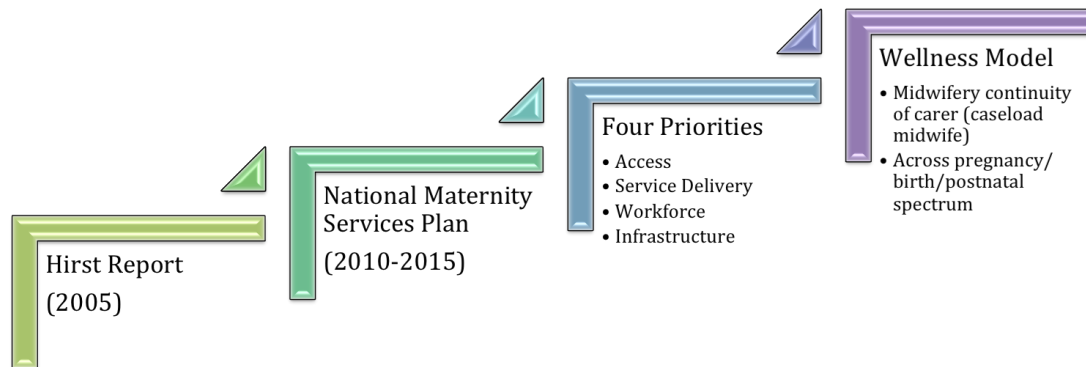 Hirst Report
(2005)
National Maternity
Services Plan
(2010-2015)
Four Priorities
• Access
• Service Delivery
• Workforce
• Infrastructure
Wellness Model
• Midwifery continuity
of carer (caseload
midwife)
• Across pregnancy/
birth/postnatal
spectrum